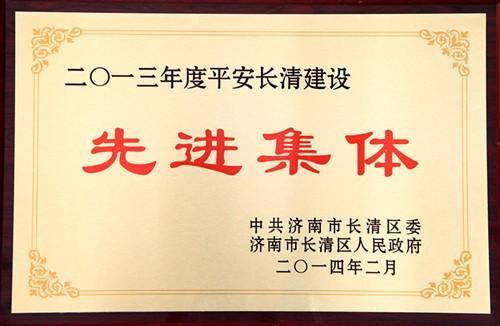 二〇一三年度平安长清建设
先进集体
中共济南市长清区委
济南市长清区人民政府
二〇一四年二月